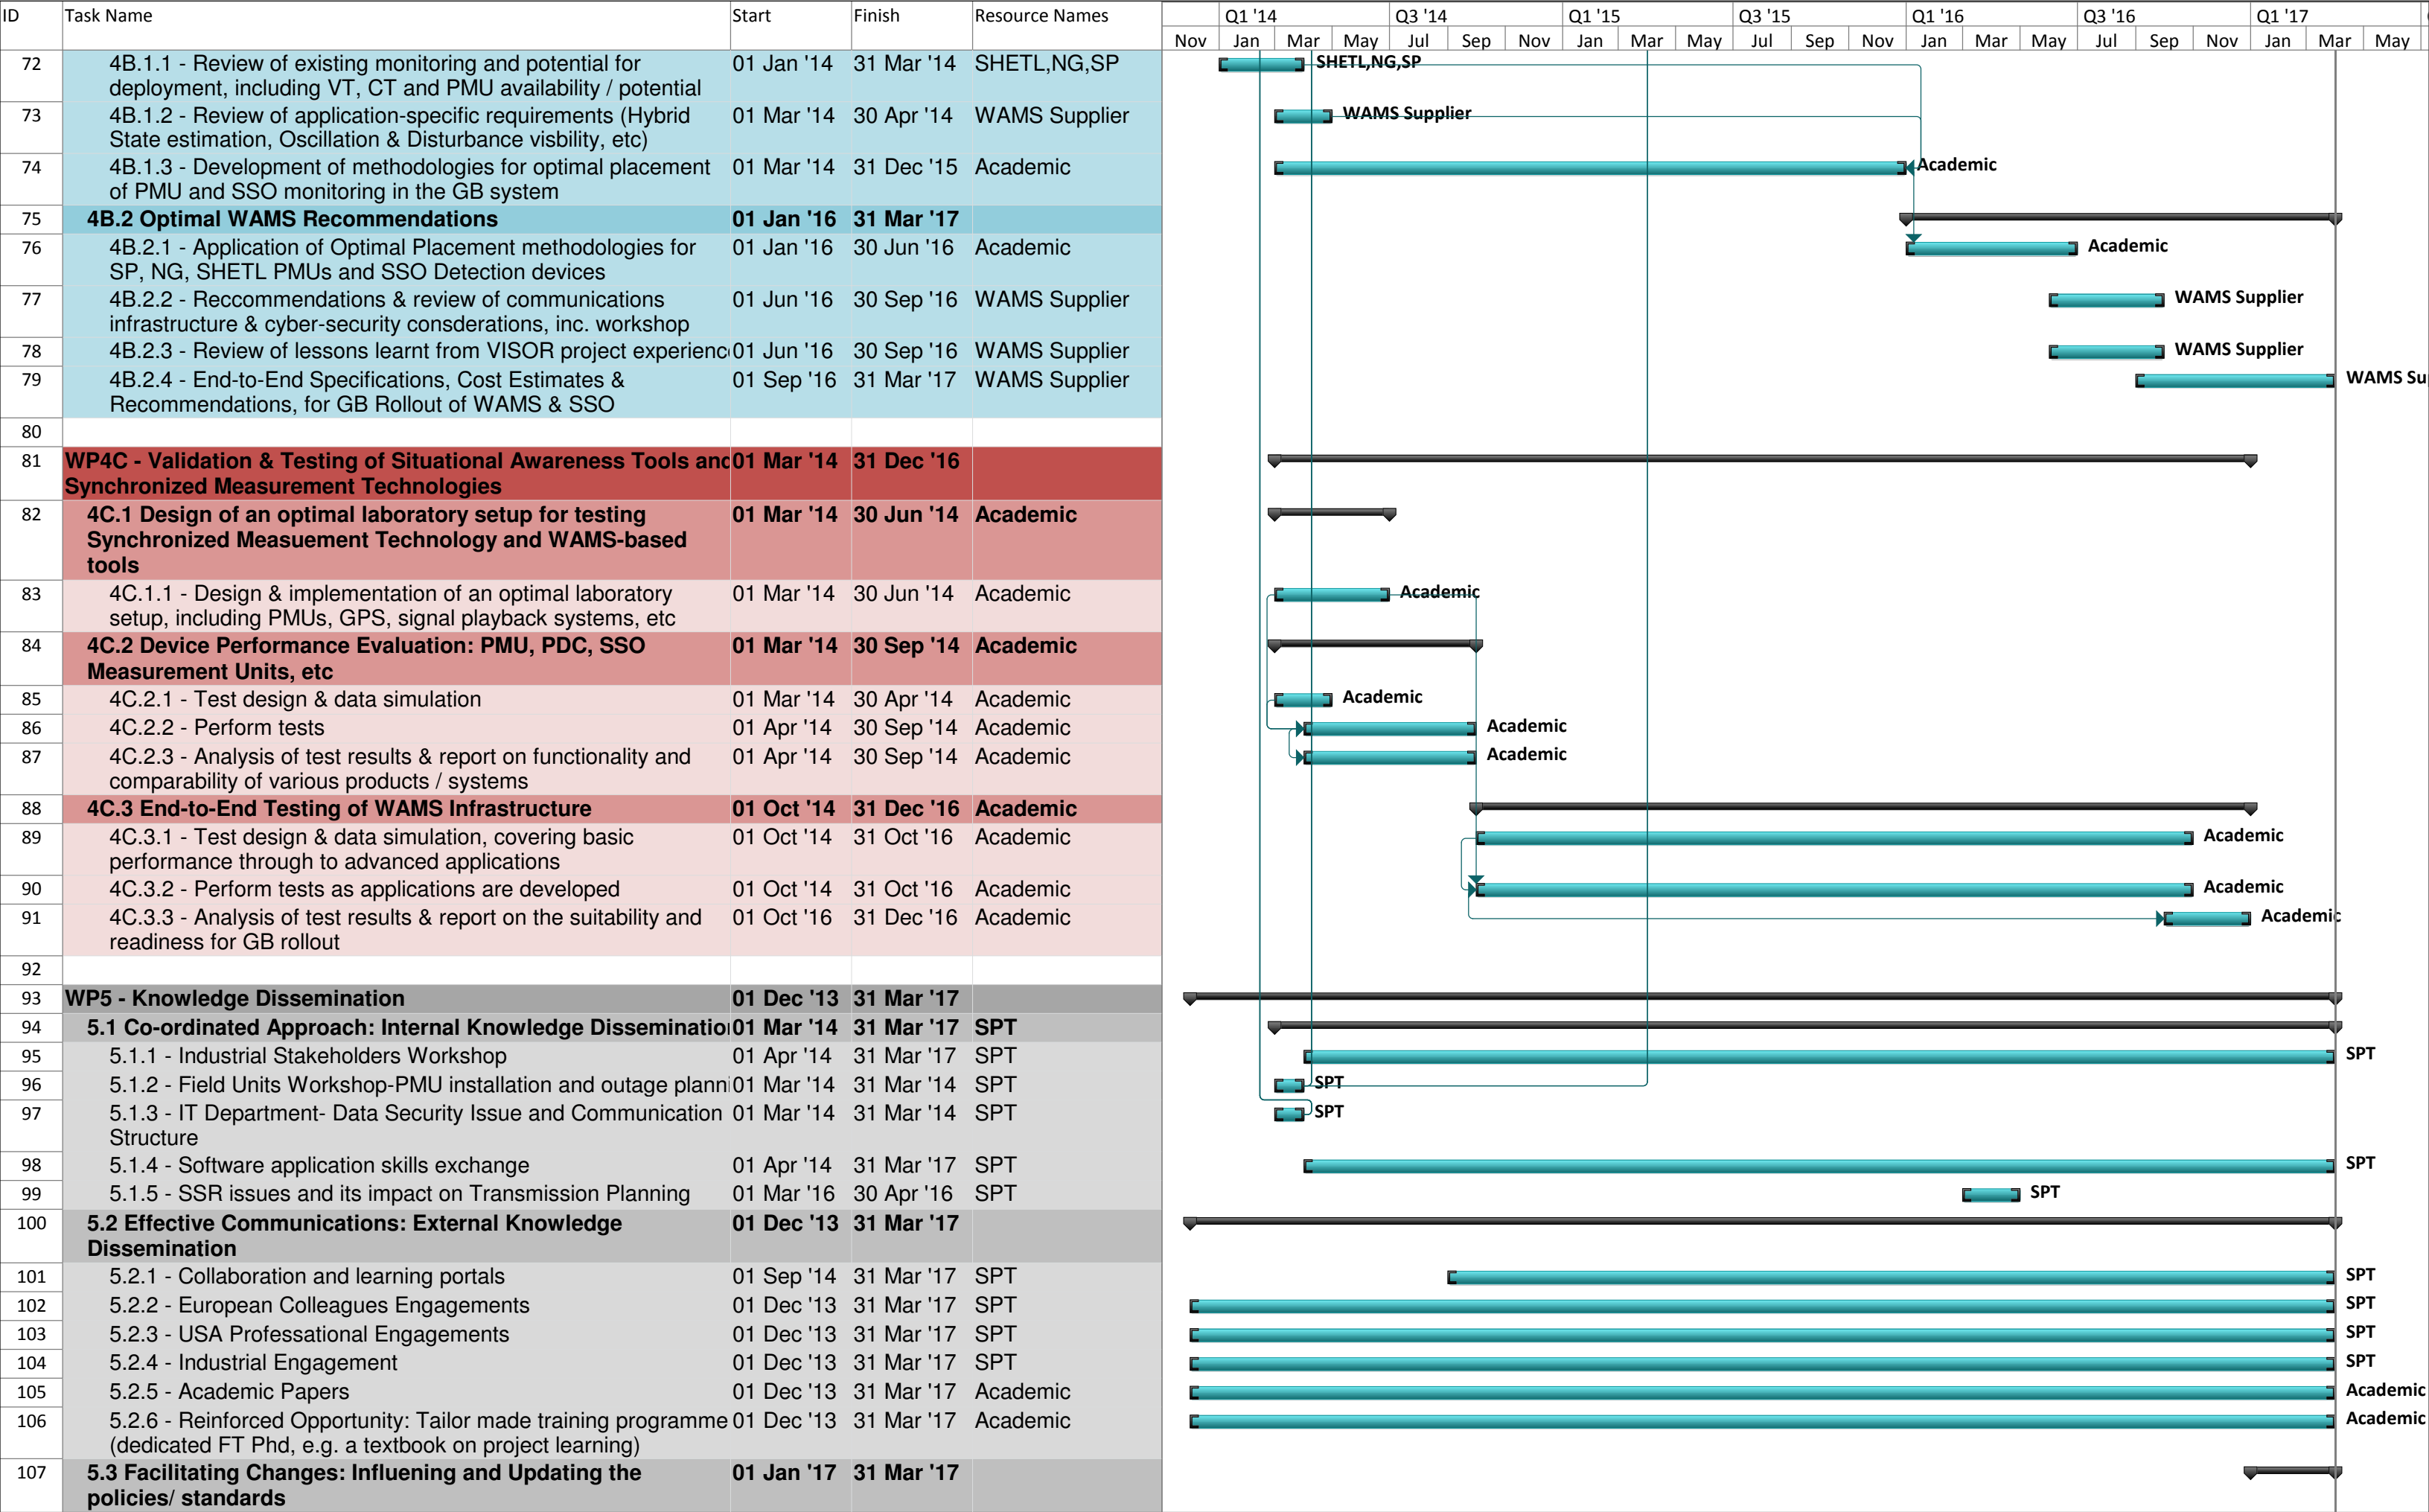 ID Task Name Start Finish Resource Names
Q1 '14 Q3 '14 Q1 '15 Q3 '15 Q1 '16 Q3 '16 Q1 '17
Nov Jan Mar May Jul Sep Nov Jan Mar May Jul Sep Nov Jan Mar May Jul Sep Nov Jan Mar May
72 4B.1.1 - Review of existing monitoring and potential for 01 Jan '14 31 Mar '14 SHETL,NG,SP SHETL,NG,SP
deployment, including VT, CT and PMU availability / potential
73 4B.1.2 - Review of application-specific requirements (Hybrid 01 Mar '14 30 Apr '14 WAMS Supplier WAMS Supplier
State estimation, Oscillation & Disturbance visbility, etc)
74 4B.1.3 - Development of methodologies for optimal placement 01 Mar '14 31 Dec '15 Academic Academic
of PMU and SSO monitoring in the GB system
75 4B.2 Optimal WAMS Recommendations 01 Jan '16 31 Mar '17
76 4B.2.1 - Application of Optimal Placement methodologies for 01 Jan '16 30 Jun '16 Academic Academic
SP, NG, SHETL PMUs and SSO Detection devices
77 4B.2.2 - Reccommendations & review of communications 01 Jun '16 30 Sep '16 WAMS Supplier WAMS Supplier
infrastructure & cyber-security consderations, inc. workshop
78 4B.2.3 - Review of lessons learnt from VISOR project experienc 01 Jun '16 30 Sep '16 WAMS Supplier WAMS Supplier
79 4B.2.4 - End-to-End Specifications, Cost Estimates & 01 Sep '16 31 Mar '17 WAMS Supplier WAMS Su
Recommendations, for GB Rollout of WAMS & SSO
80
81 WP4C - Validation & Testing of Situational Awareness Tools and 01 Mar '14 31 Dec '16
Synchronized Measurement Technologies
82 4C.1 Design of an optimal laboratory setup for testing 01 Mar '14 30 Jun '14 Academic
Synchronized Measuement Technology and WAMS-based
tools
83 4C.1.1 - Design & implementation of an optimal laboratory 01 Mar '14 30 Jun '14 Academic Academic
setup, including PMUs, GPS, signal playback systems, etc
84 4C.2 Device Performance Evaluation: PMU, PDC, SSO 01 Mar '14 30 Sep '14 Academic
Measurement Units, etc
85 4C.2.1 - Test design & data simulation 01 Mar '14 30 Apr '14 Academic Academic
86 4C.2.2 - Perform tests 01 Apr '14 30 Sep '14 Academic Academic
87 4C.2.3 - Analysis of test results & report on functionality and 01 Apr '14 30 Sep '14 Academic Academic
comparability of various products / systems
88 4C.3 End-to-End Testing of WAMS Infrastructure 01 Oct '14 31 Dec '16 Academic
89 4C.3.1 - Test design & data simulation, covering basic 01 Oct '14 31 Oct '16 Academic Academic
performance through to advanced applications
90 4C.3.2 - Perform tests as applications are developed 01 Oct '14 31 Oct '16 Academic Academic
91 4C.3.3 - Analysis of test results & report on the suitability and 01 Oct '16 31 Dec '16 Academic Academic
readiness for GB rollout
92
93 WP5 - Knowledge Dissemination 01 Dec '13 31 Mar '17
94 5.1 Co-ordinated Approach: Internal Knowledge Disseminatio 01 Mar '14 31 Mar '17 SPT
95 5.1.1 - Industrial Stakeholders Workshop 01 Apr '14 31 Mar '17 SPT SPT
96 5.1.2 - Field Units Workshop-PMU installation and outage planni 01 Mar '14 31 Mar '14 SPT SPT
97 5.1.3 - IT Department- Data Security Issue and Communication 01 Mar '14 31 Mar '14 SPT SPT
Structure
98 5.1.4 - Software application skills exchange 01 Apr '14 31 Mar '17 SPT SPT
99 5.1.5 - SSR issues and its impact on Transmission Planning 01 Mar '16 30 Apr '16 SPT SPT
100 5.2 Effective Communications: External Knowledge 01 Dec '13 31 Mar '17
Dissemination
101 5.2.1 - Collaboration and learning portals 01 Sep '14 31 Mar '17 SPT SPT
102 5.2.2 - European Colleagues Engagements 01 Dec '13 31 Mar '17 SPT SPT
103 5.2.3 - USA Professational Engagements 01 Dec '13 31 Mar '17 SPT SPT
104 5.2.4 - Industrial Engagement 01 Dec '13 31 Mar '17 SPT SPT
105 5.2.5 - Academic Papers 01 Dec '13 31 Mar '17 Academic Academic
106 5.2.6 - Reinforced Opportunity: Tailor made training programme 01 Dec '13 31 Mar '17 Academic Academic
(dedicated FT Phd, e.g. a textbook on project learning)
107 5.3 Facilitating Changes: Influening and Updating the 01 Jan '17 31 Mar '17
policies/ standards